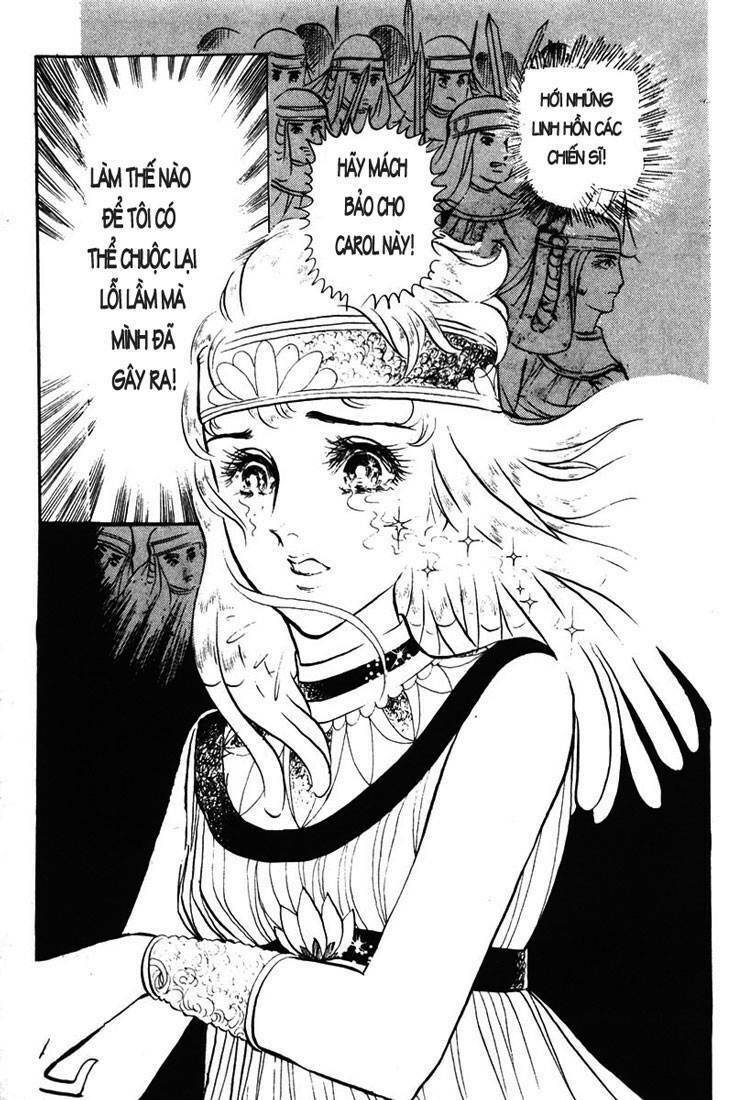 HỠI NHỮNG
LINH HỒN CÁC
CHIẾN SĨ!
HÃY MÁCH
BẢO CHO
CAROL NÀY!
LÀM THẾ NÀO
ĐỂ TÔI CÓ
THỂ CHUỘC LẠI
LỖI LẦM MÀ
MÌNH ĐÃ
GÂY RA!